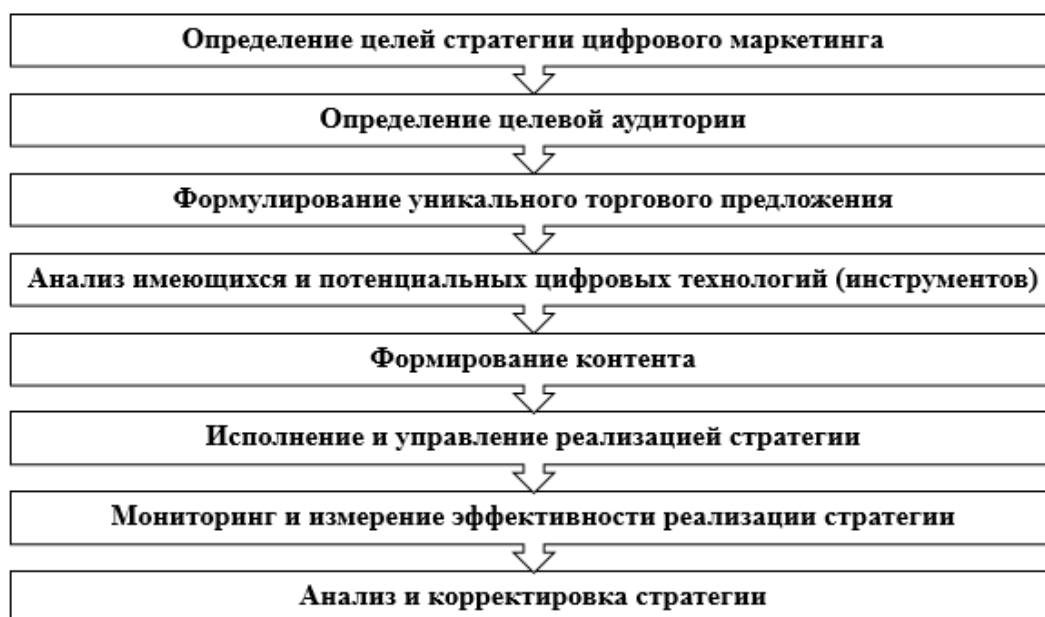 Определение целей стратегии цифрового маркетинга
Определение целевой аудитории
Формулирование уникального торгового предложения
Анализ имеющихся и потенциальных цифровых технологий (инструментов)
Формирование контента
Исполнение и управление реализацией стратегии
Мониторинг и измерение эффективности реализации стратегии
Анализ и корректировка стратегии